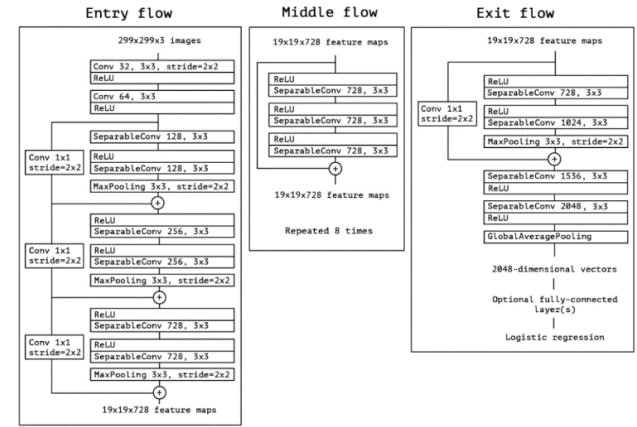 Entry flow
299x299x3 images
Conv 32, 3x3, stride=2x2
ReLU
Conv 64, 3x3
ReLU
SeparableConv 128, 3x3
Conv 1x1
stride=2x2
ReLU
SeparableConv 128, 3x3
MaxPooling 3x3, stride=2x2
+
ReLU
SeparableConv 256, 3x3
Conv 1x1
stride=2x2
ReLU
SeparableConv 256, 3x3
MaxPooling 3x3, stride=2x2
+
ReLU
SeparableConv 728, 3x3
Conv 1x1
stride=2x2
ReLU
SeparableConv 728, 3x3
MaxPooling 3x3, stride=2x2
+
19x19x728 feature maps
Middle flow
19x19x728 feature maps
ReLU
SeparableConv 728, 3x3
ReLU
SeparableConv 728, 3x3
ReLU
SeparableConv 728, 3x3
+
19x19x728 feature maps
Repeated 8 times
Exit flow
19x19x728 feature maps
ReLU
SeparableConv 728, 3x3
Conv 1x1
stride=2x2
ReLU
SeparableConv 1024, 3x3
MaxPooling 3x3, stride=2x2
+
SeparableConv 1536, 3x3
ReLU
SeparableConv 2048, 3x3
ReLU
GlobalAveragePooling
2048-dimensional vectors
Optional fully-connected
layer(s)
Logistic regression